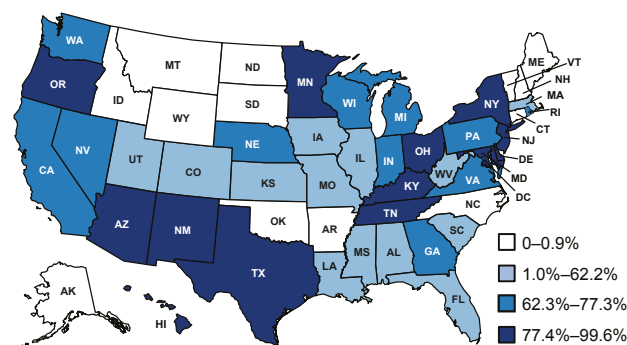 WA
OR
CA
NV
ID
MT
WY
UT
CO
AZ
NM
ND
SD
NE
KS
OK
TX
MN
IA
MO
AR
LA
WI
IL
MI
IN
OH
KY
TN
MS
AL
GA
FL
SC
NC
VA
WV
PA
NY
ME
VT
NH
MA
RI
CT
NJ
DE
MD
DC
AK
HI
0–0.9%
1.0%–62.2%
62.3%–77.3%
77.4%–99.6%